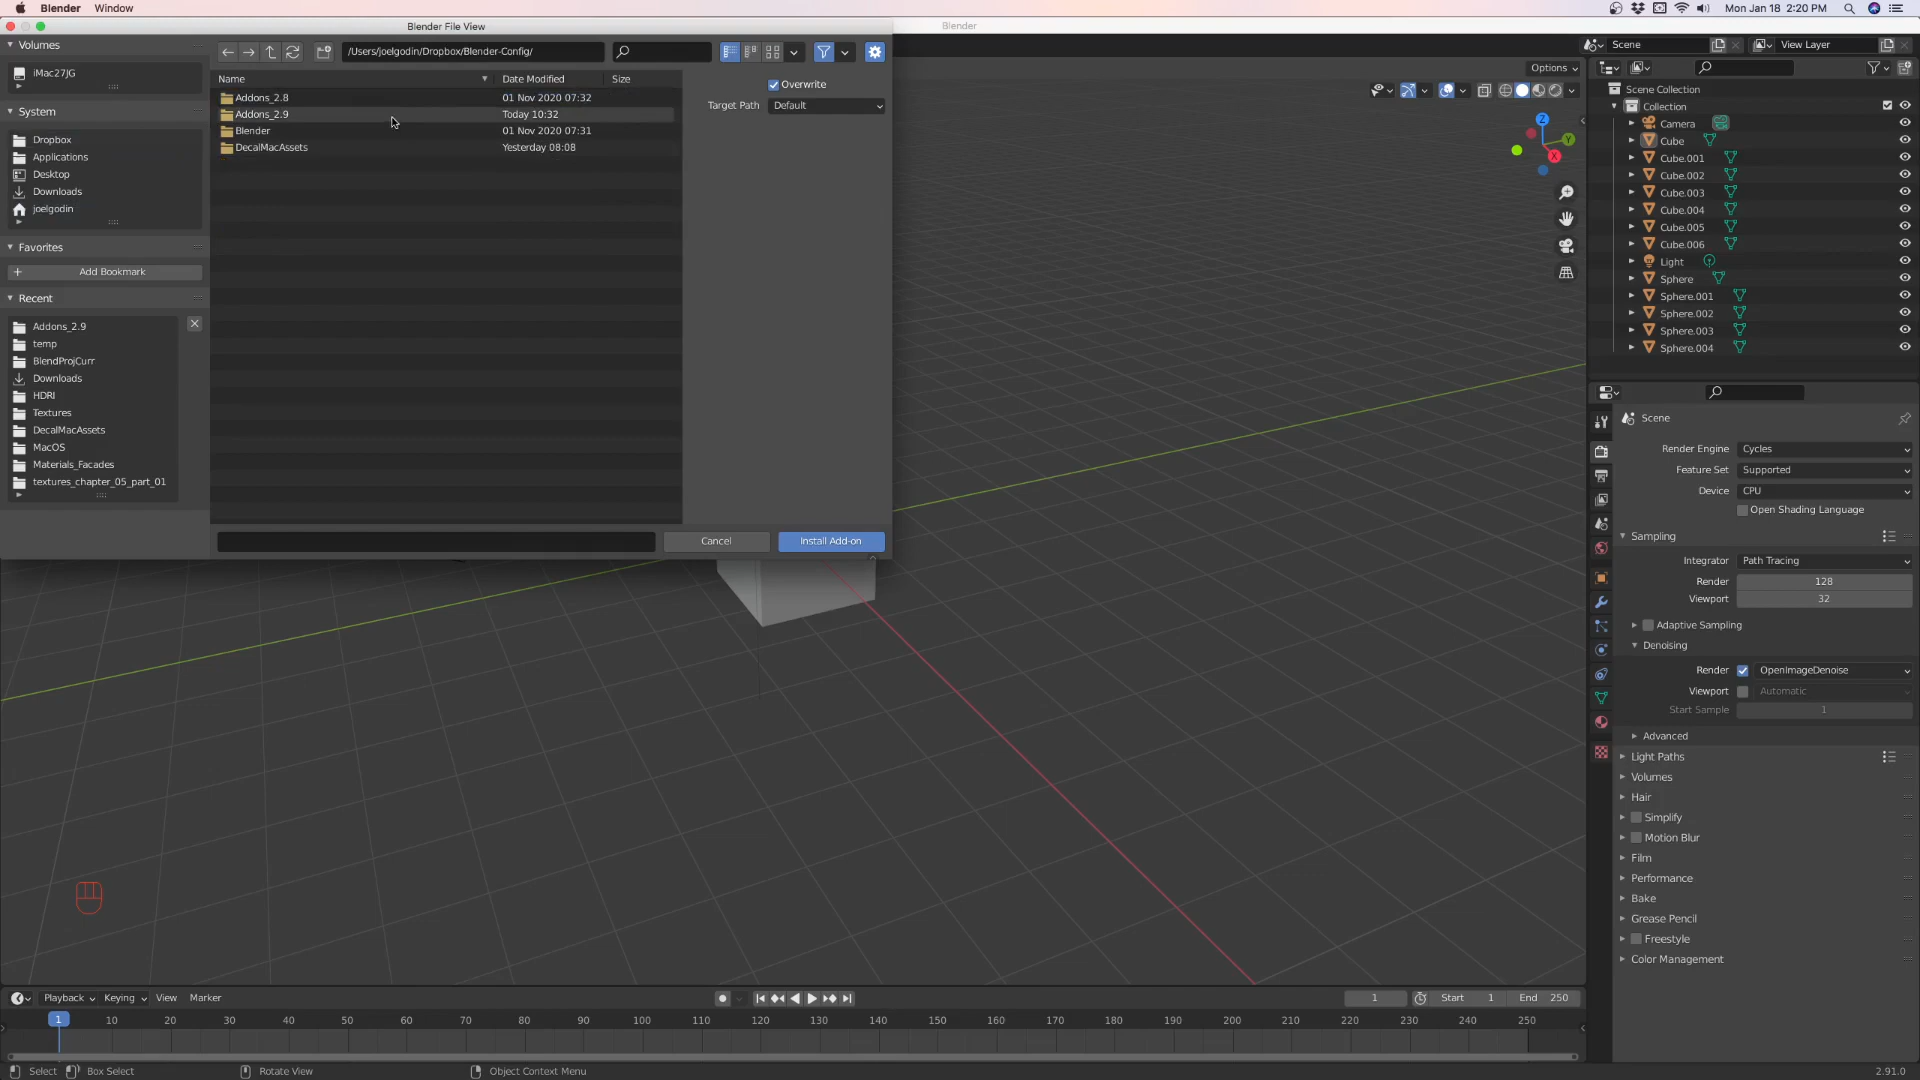 Blender Window Mon Jan 18 2:20 PM
Blender File View Blender
Volumes
iMac27JG
System
Dropbox
Applications
Desktop
Downloads
joelgodin
Favorites
Add Bookmark
Recent
Addons_2.9
temp
BlendProjCurr
Downloads
HDRI
Textures
DecalMacAssets
MacOS
Materials_Facades
textures_chapter_05_part_01
/Users/joelgodin/Dropbox/Blender-Config/
Name Date Modified Size
Addons_2.8 01 Nov 2020 07:32
Addons_2.9 Today 10:32
Blender 01 Nov 2020 07:31
DecalMacAssets Yesterday 08:08
Overwrite
Target Path Default
Cancel Install Add-on
Options
X
Y
Z
Scene View Layer
Scene Collection
Collection
Camera
Cube
Cube.001
Cube.002
Cube.003
Cube.004
Cube.005
Cube.006
Light
Sphere
Sphere.001
Sphere.002
Sphere.003
Sphere.004
Scene
Render Engine Cycles
Feature Set Supported
Device CPU
Open Shading Language
Sampling
Integrator Path Tracing
Render 128
Viewport 32
Adaptive Sampling
Denoising
Render OpenImageDenoise
Viewport Automatic
Start Sample 1
Advanced
Light Paths
Volumes
Hair
Simplify
Motion Blur
Film
Performance
Bake
Grease Pencil
Freestyle
Color Management
Playback Keying View Marker 1 Start 1 End 250
1 10 20 30 40 50 60 70 80 90 100 110 120 130 140 150 160 170 180 190 200 210 220 230 240 250
Select Box Select Rotate View Object Context Menu 2.91.0